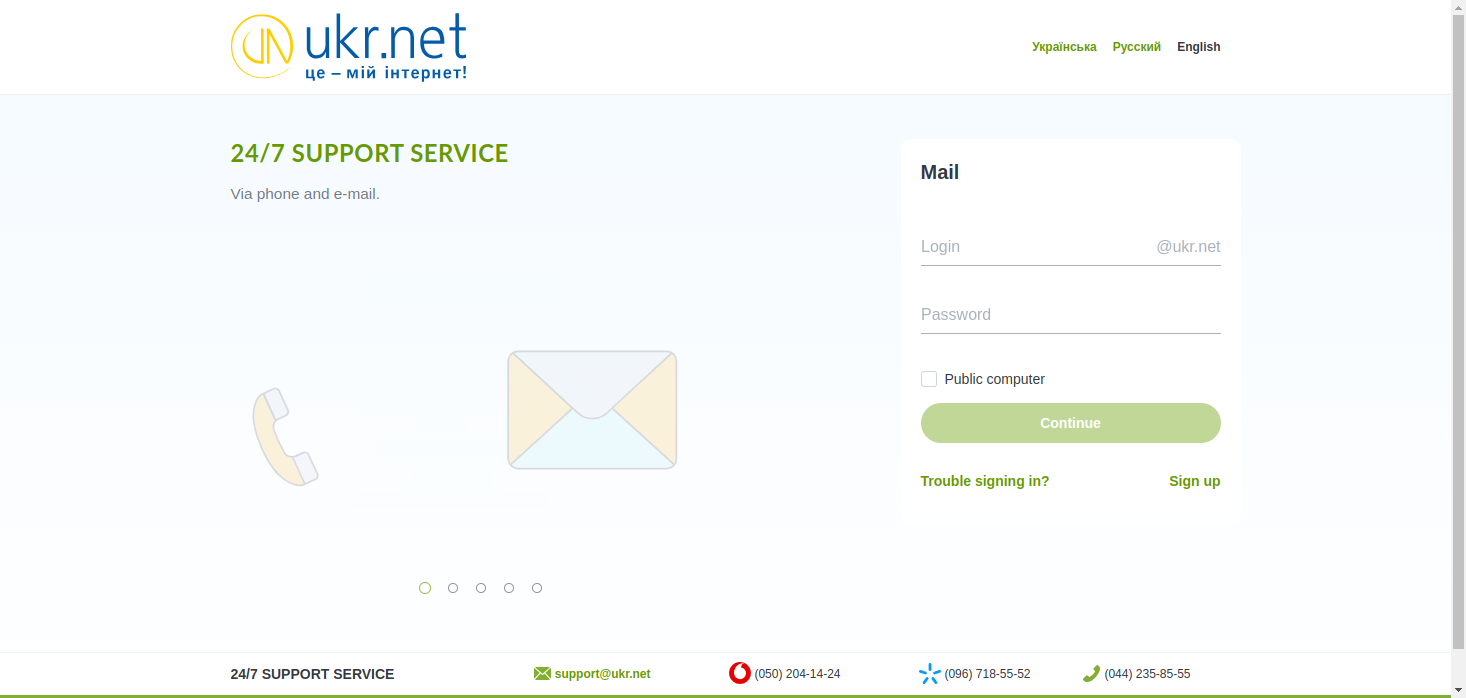 ukr.net
це – мій інтернет!
Українська Русский English
24/7 SUPPORT SERVICE
Via phone and e-mail.
Mail
Login @ukr.net
Password
Public computer
Continue
Trouble signing in? Sign up
24/7 SUPPORT SERVICE support@ukr.net (050) 204-14-24 (096) 718-55-52 (044) 235-85-55